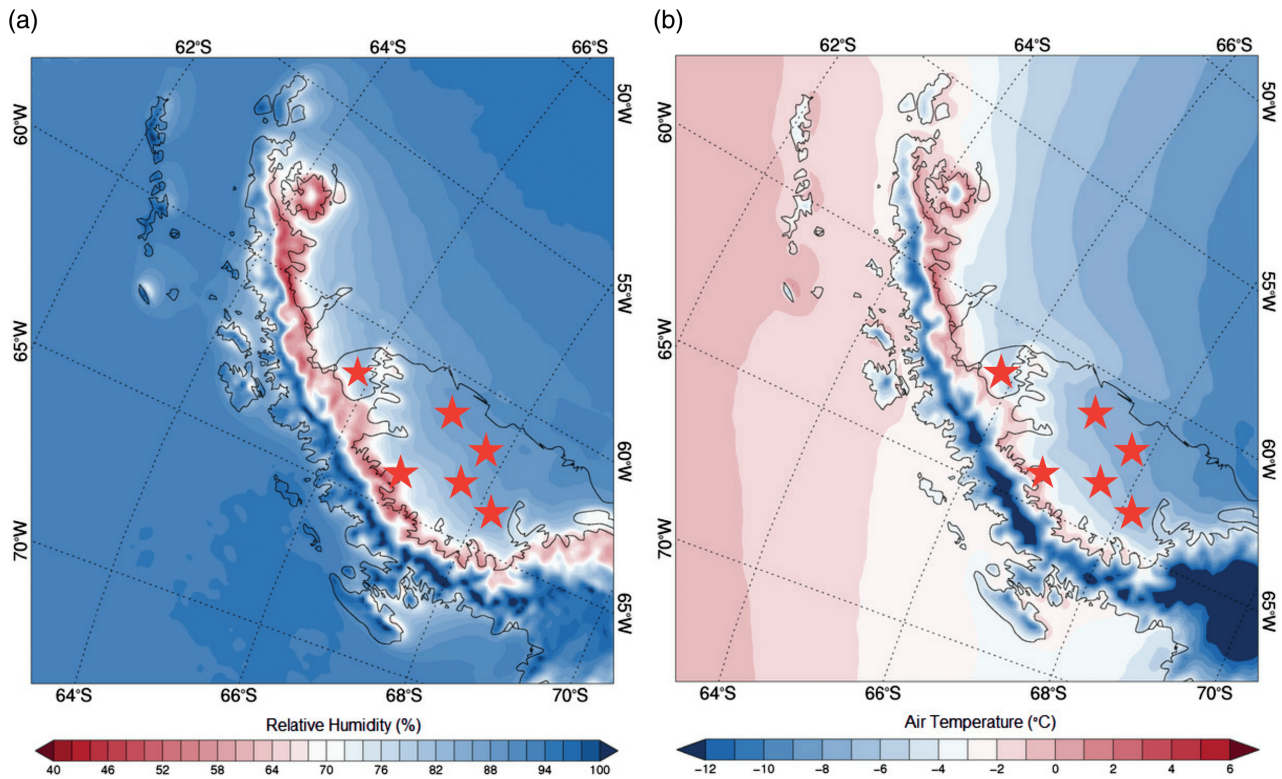 (a)
(b)
62°S 64°S 66°S
62°S 64°S 66°S
60°W
65°W
70°W
50°W
55°W
60°W
65°W
60°W
65°W
70°W
50°W
55°W
60°W
65°W
64°S 66°S 68°S 70°S
64°S 66°S 68°S 70°S
Relative Humidity (%)
40 46 52 58 64 70 76 82 88 94 100
Air Temperature (°C)
−12 −10 −8 −6 −4 −2 0 2 4 6